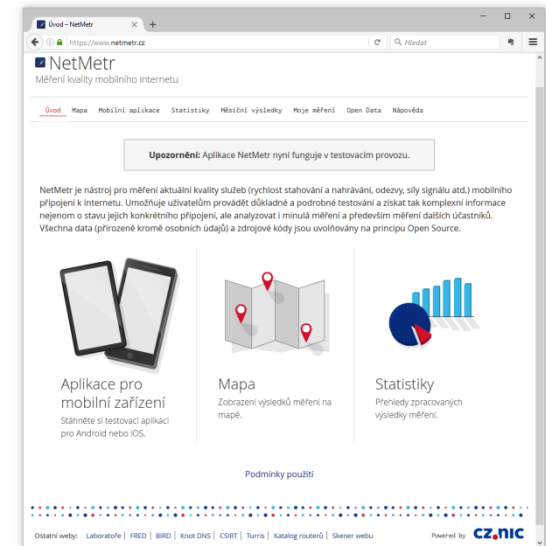 Úvod – NetMetr
https://www.netmetr.cz
Hledat
NetMetr
Měření kvality mobilního internetu
Úvod Mapa Mobilní aplikace Statistiky Měsíční výsledky Moje měření Open Data Nápověda
Upozornění: Aplikace NetMetr nyní funguje v testovacím provozu.
NetMetr je nástroj pro měření aktuální kvality služeb (rychlost stahování a nahrávání, odezvy, síly signálu atd.) mobilního
připojení k internetu. Umožňuje uživatelům provádět důkladné a podrobné testování a získat tak komplexní informace
nejenom o stavu jejich konkrétního připojení, ale analyzovat i minulá měření a především měření dalších účastníků.
Všechna data (přirozeně kromě osobních údajů) a zdrojové kódy jsou uvolňovány na principu Open Source.
Aplikace pro
mobilní zařízení
Stáhněte si testovací aplikaci
pro Android nebo iOS.
Mapa
Zobrazení výsledků měření na
mapě.
Statistiky
Přehledy zpracovaných
výsledky měření.
Podmínky použití
Ostatní weby: Laboratoře | FRED | BIRD | Knot DNS | CSIRT | Turris | Katalog routerů | Skener webu
Powered by CZ.NIC